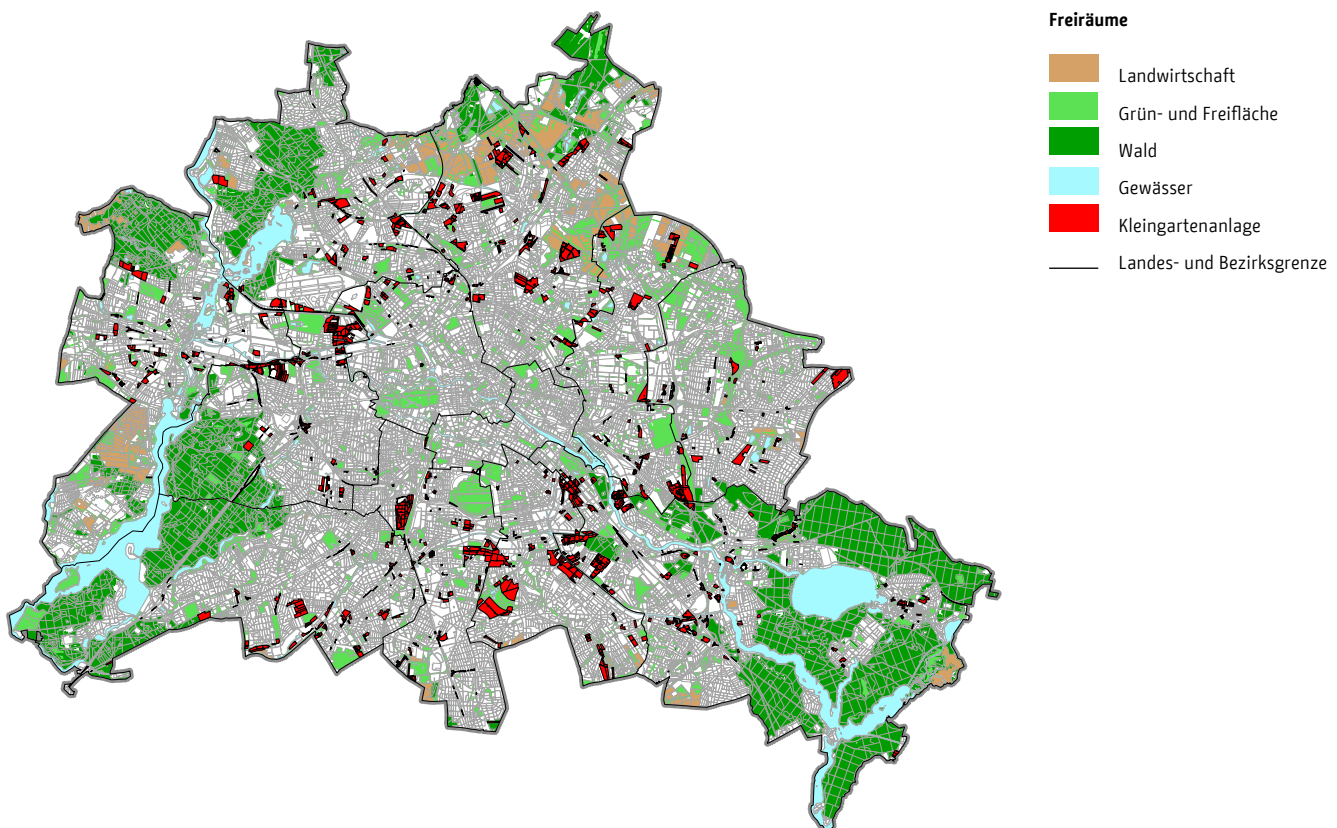 Freiräume
Landwirtschaft
Grün- und Freifläche
Wald
Gewässer
Kleingartenanlage
Landes- und Bezirksgrenze